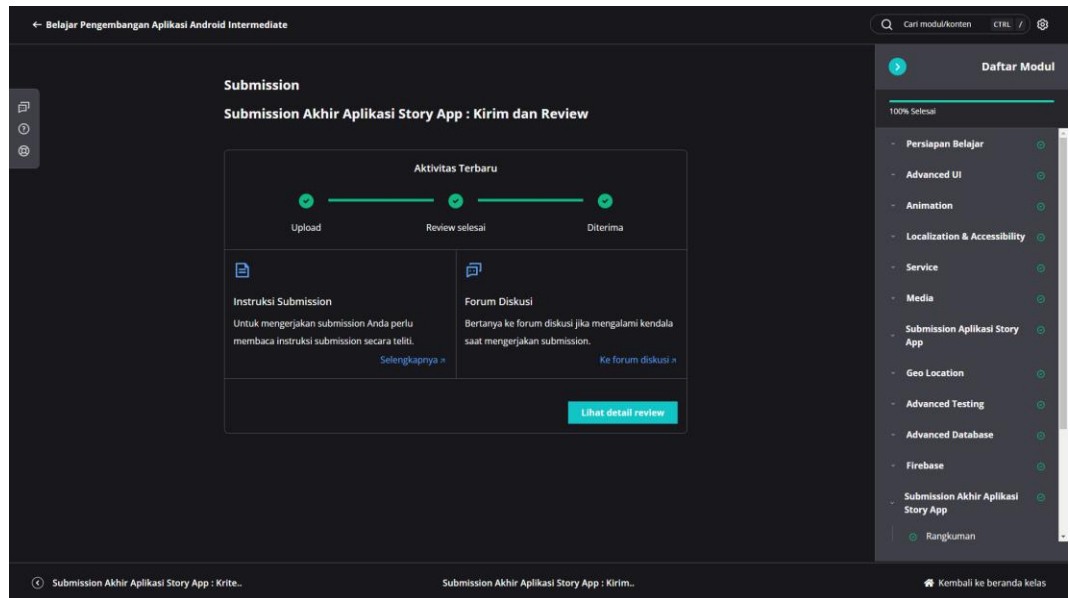 ← Belajar Pengembangan Aplikasi Android Intermediate
Cari modul/konten CTRL /
Submission
Submission Akhir Aplikasi Story App : Kirim dan Review
Aktivitas Terbaru
Upload
Review selesai
Diterima
Instruksi Submission
Untuk mengerjakan submission Anda perlu
membaca instruksi submission secara teliti.
Selengkapnya
Forum Diskusi
Bertanya ke forum diskusi jika mengalami kendala
saat mengerjakan submission.
Ke forum diskusi
Lihat detail review
Daftar Modul
100% Selesai
Persiapan Belajar
Advanced UI
Animation
Localization & Accessibility
Service
Media
Submission Aplikasi Story
App
Geo Location
Advanced Testing
Advanced Database
Firebase
Submission Akhir Aplikasi
Story App
Rangkuman
Submission Akhir Aplikasi Story App : Krite..
Submission Akhir Aplikasi Story App : Kirim..
Kembali ke beranda kelas